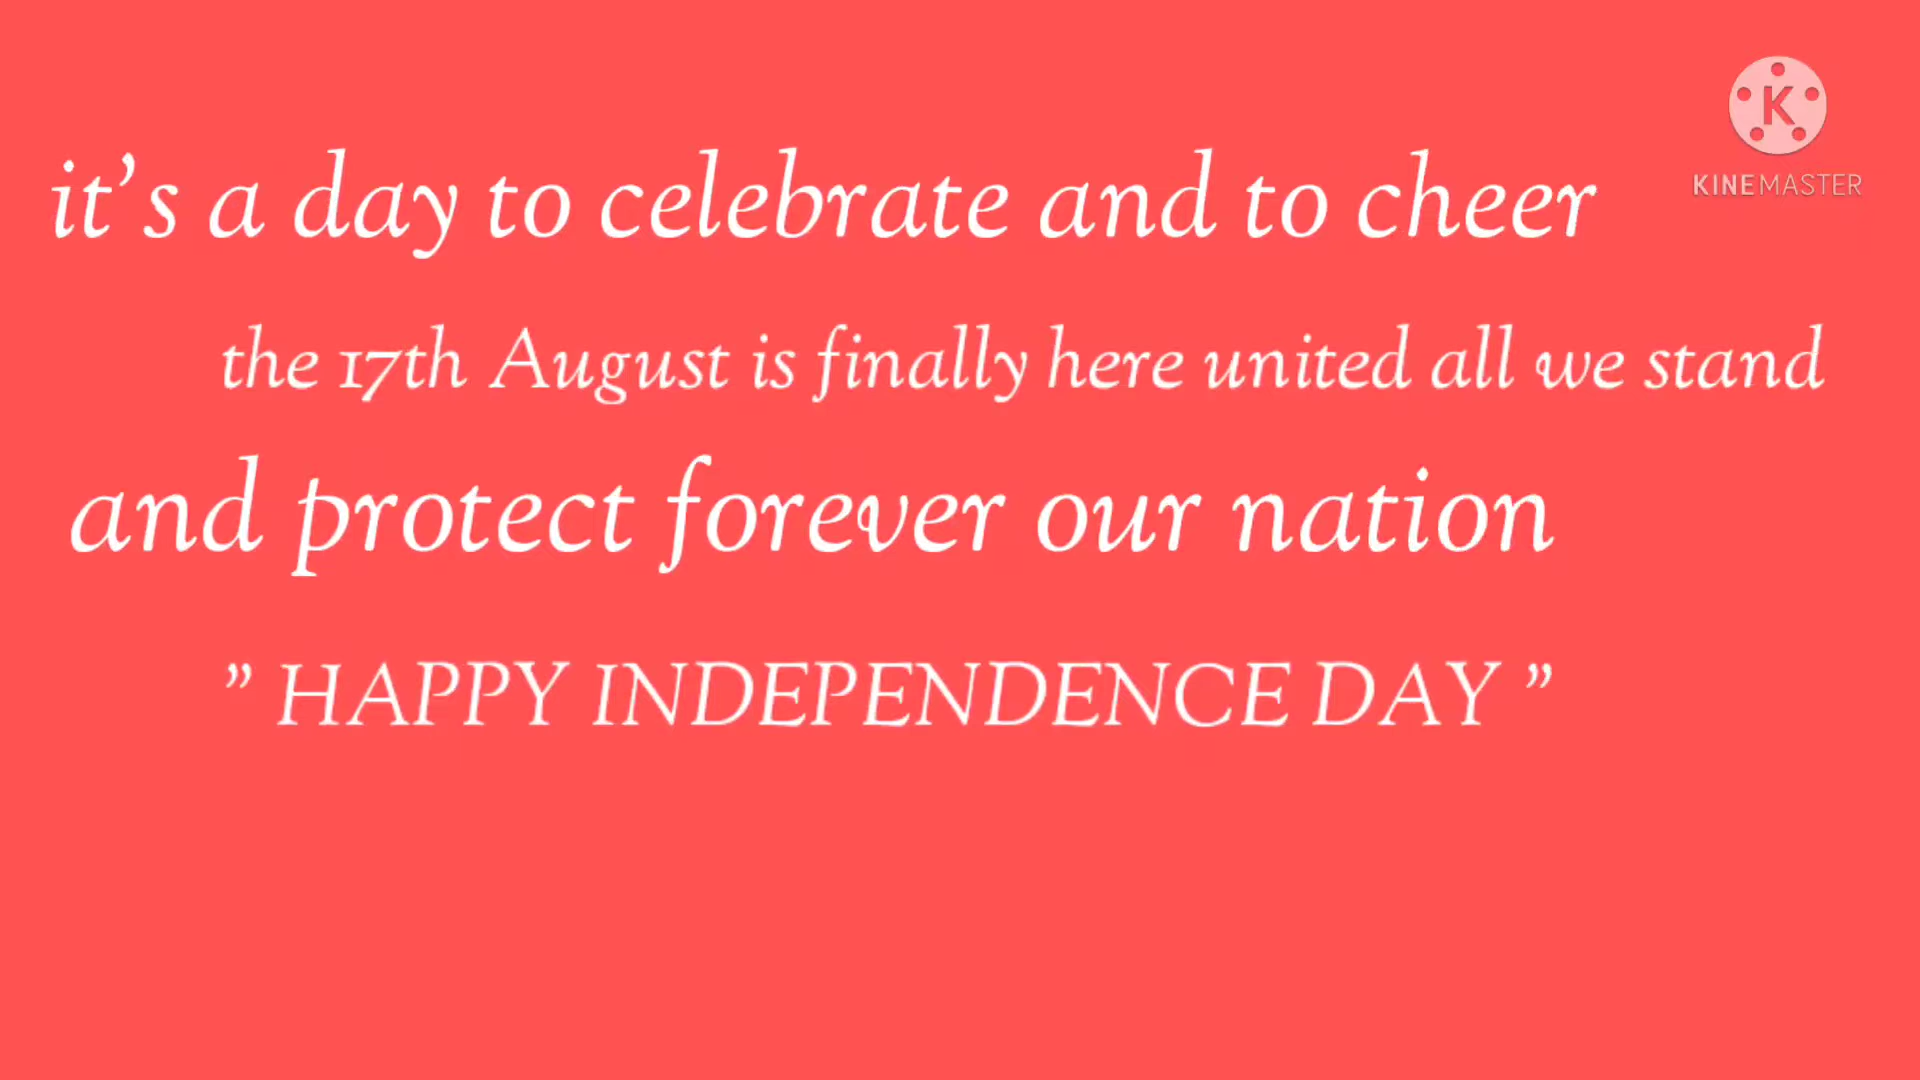 K
KINEMASTER
it's a day to celebrate and to cheer
the 17th August is finally here united all we stand
and protect forever our nation
” HAPPY INDEPENDENCE DAY ”